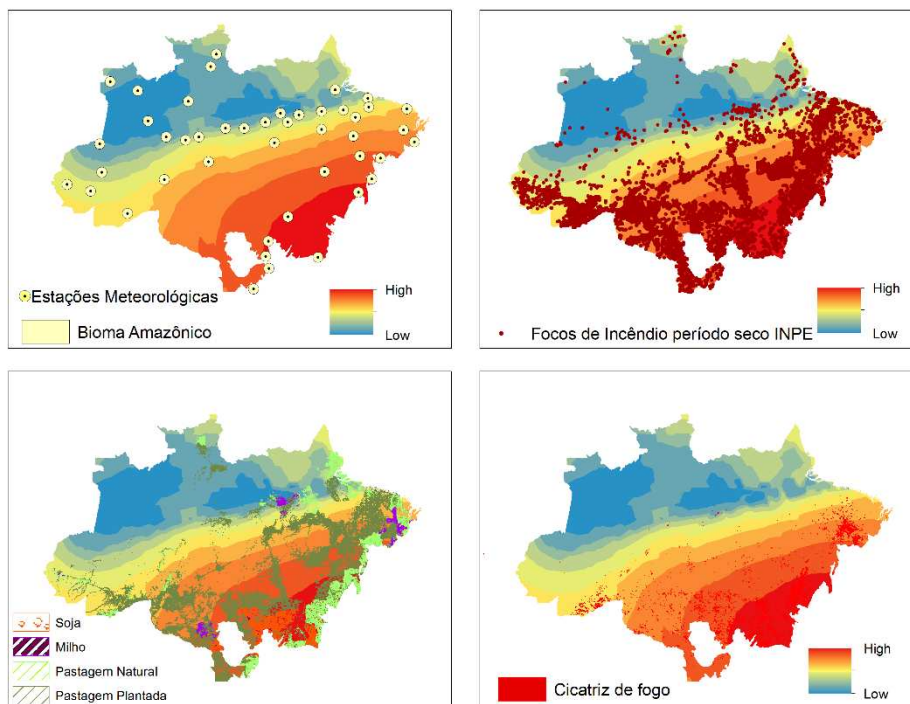 Estações Meteorológicas
Bioma Amazônico
High
Low
Focos de Incêndio período seco INPE
High
Low
Soja
Milho
Pastagem Natural
Pastagem Plantada
Cicatriz de fogo
High
Low